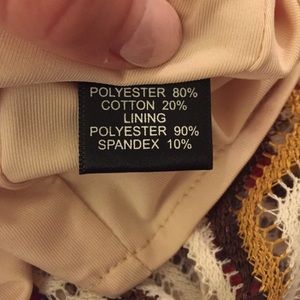 POLYESTER 80%
COTTON 20%
LINING
POLYESTER 90%
SPANDEX 10%